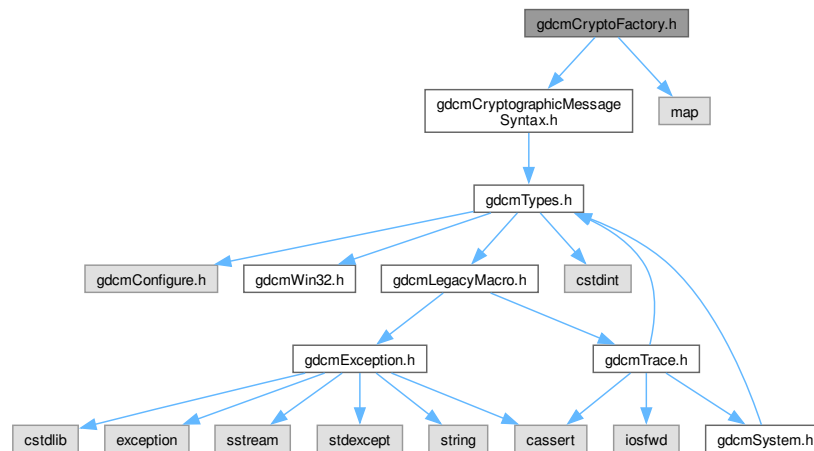 gdcmCryptoFactory.h
gdcmCryptographicMessage
Syntax.h
map
gdcmTypes.h
gdcmConfigure.h
gdcmWin32.h
gdcmLegacyMacro.h
cstdint
gdcmException.h
gdcmTrace.h
cstdlib
exception
sstream
stdexcept
string
cassert
iosfwd
gdcmSystem.h